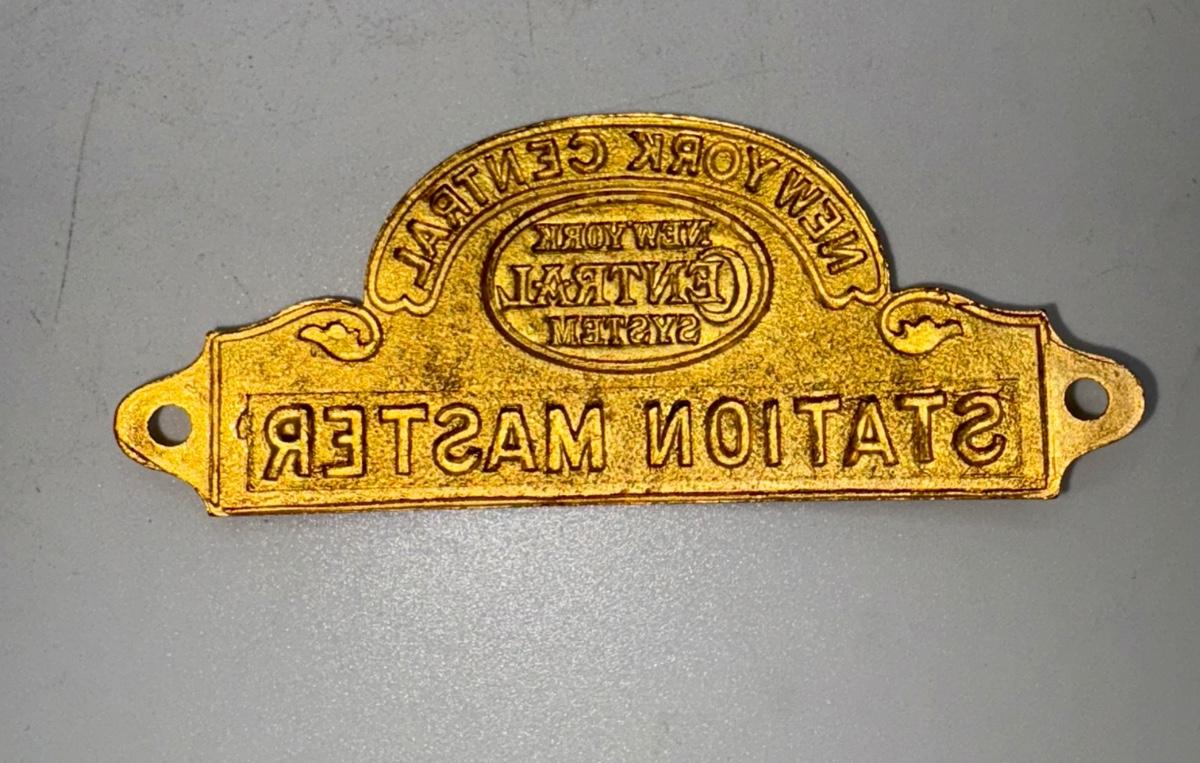 NEW YORK CENTRAL
NEW YORK
CENTRAL
SYSTEM
STATION MASTER